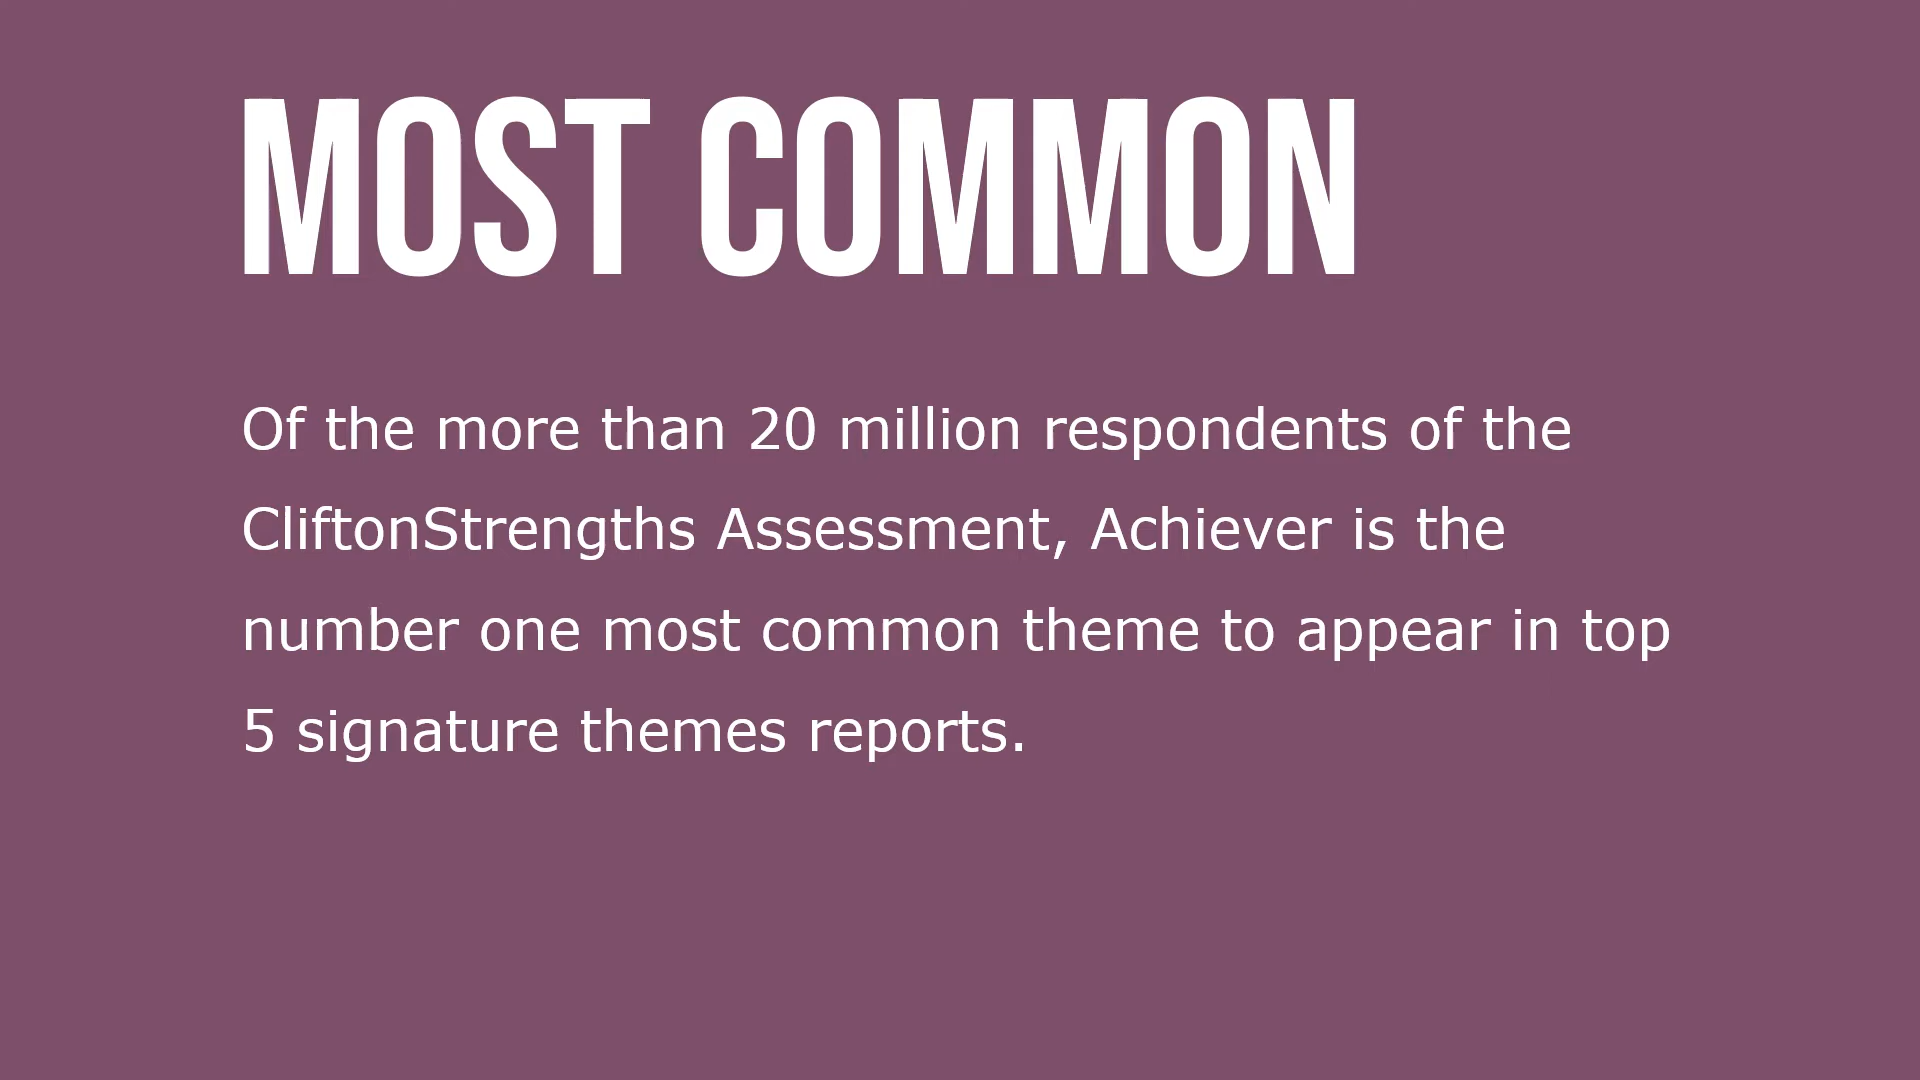 MOST COMMON
Of the more than 20 million respondents of the
CliftonStrengths Assessment, Achiever is the
number one most common theme to appear in top
5 signature themes reports.